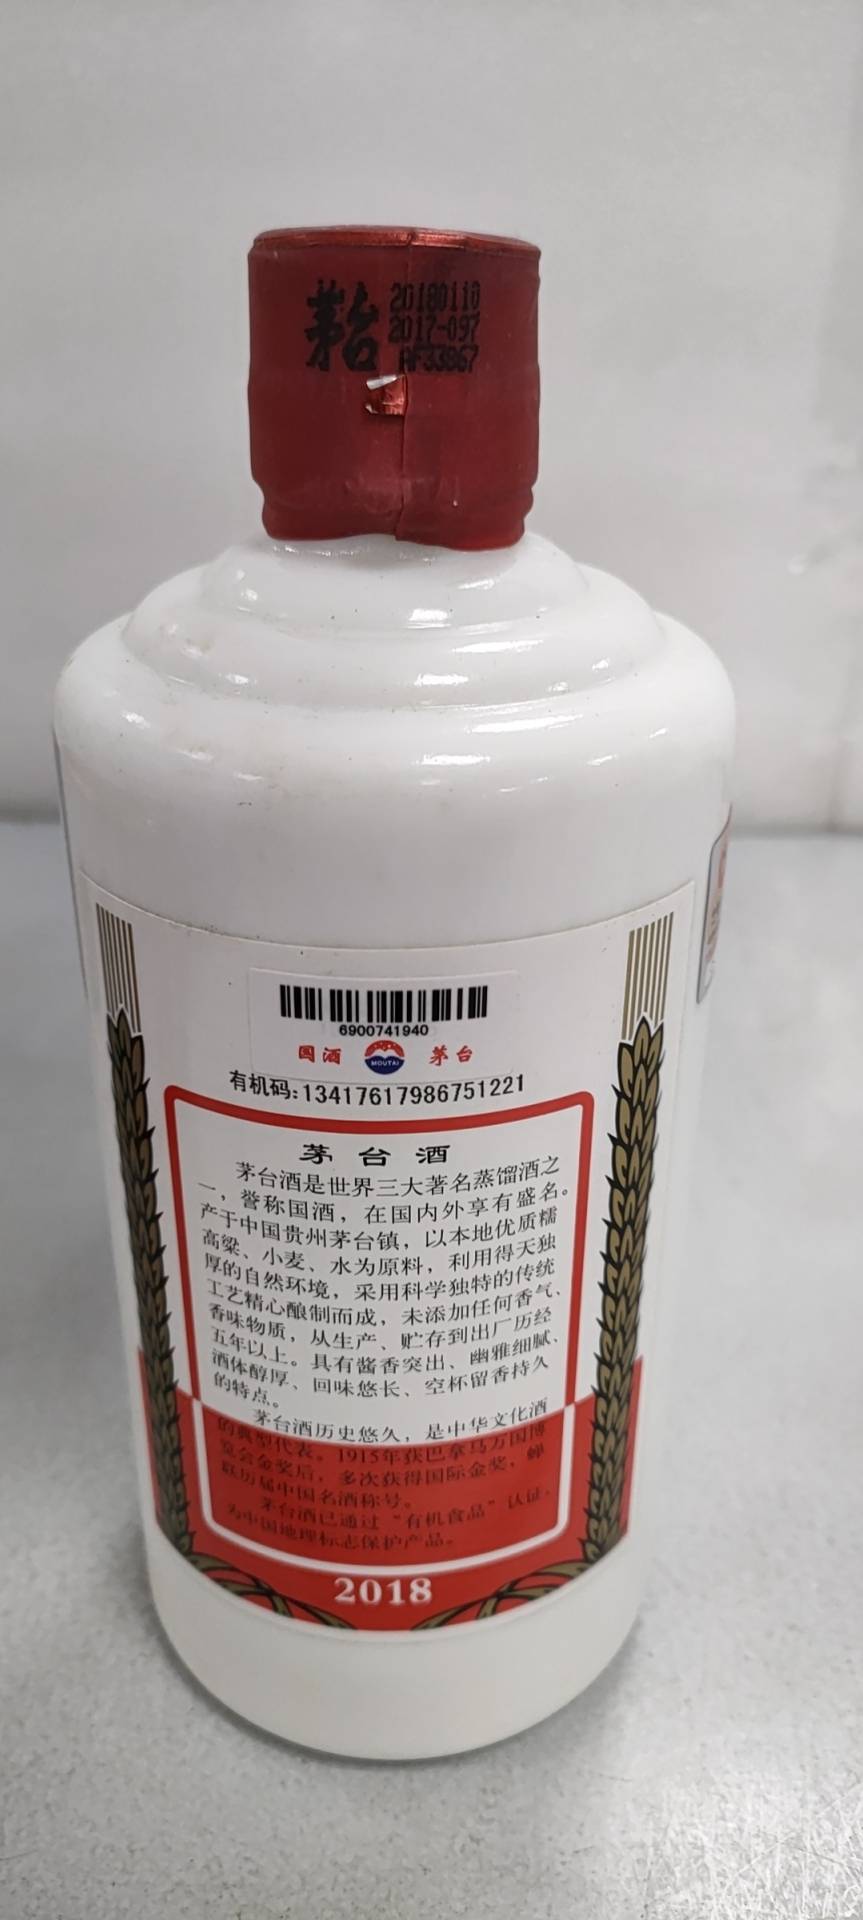 茅台
20180110
2017-097
AF33867
6900741940
国酒 MOUTAI 茅台
有机码:13417617986751221
茅台酒
茅台酒是世界三大著名蒸馏酒之
一，誉称国酒，在国内外享有盛名。
产于中国贵州茅台镇，以本地优质糯
高粱、小麦、水为原料，利用得天独
厚的自然环境，采用科学独特的传统
工艺精心酿制而成，未添加任何香气、
香味物质，从生产、贮存到出厂历经
五年以上。具有酱香突出、幽雅细腻、
酒体醇厚、回味悠长、空杯留香持久
的特点。
茅台酒历史悠久，是中华文化酒
的典型代表。1915年获巴拿马万国博
览会金奖后，多次获得国际金奖，蝉
联历届中国名酒称号。
茅台酒已通过“有机食品”认证，
为中国地理标志保护产品。
2018